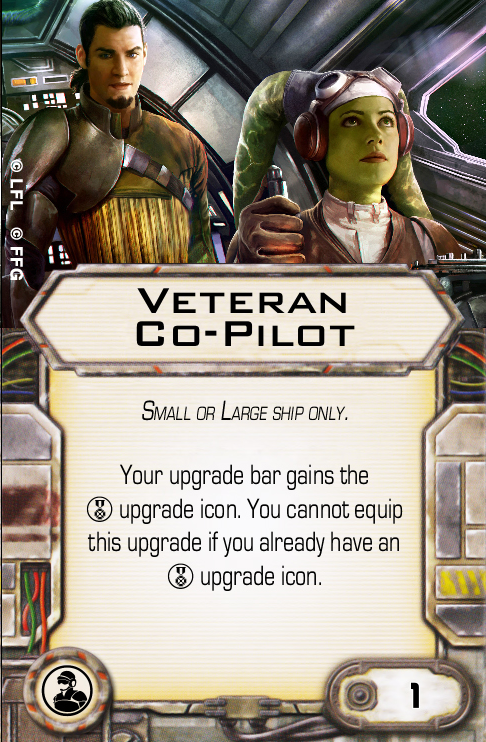 © LFL © FFG
VETERAN
CO-PILOT
SMALL OR LARGE SHIP ONLY.
Your upgrade bar gains the
upgrade icon. You cannot equip
this upgrade if you already have an
upgrade icon.
1